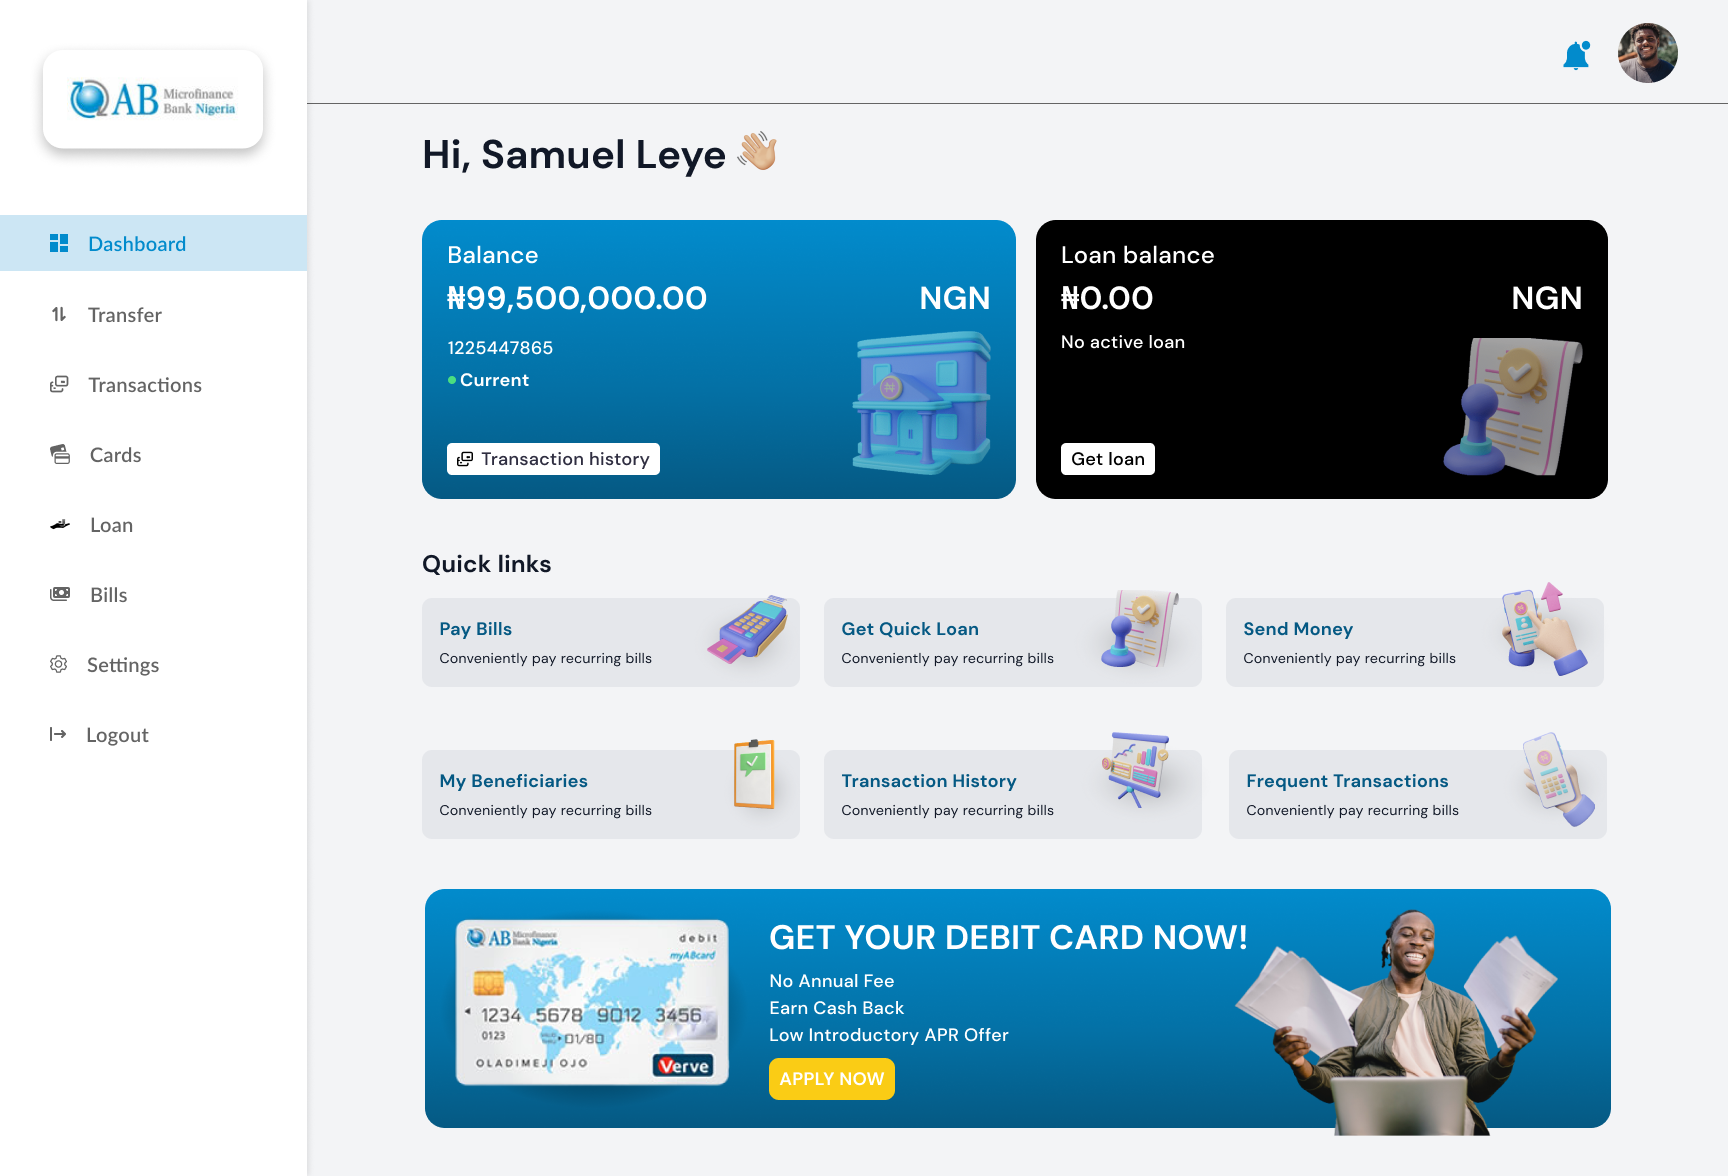 AB Microfinance
Bank Nigeria
Dashboard
Transfer
Transactions
Cards
Loan
Bills
Settings
Logout
Hi, Samuel Leye 👋🏼
Balance
₦99,500,000.00 NGN
1225447865
Current
Transaction history
Loan balance
₦0.00 NGN
No active loan
Get loan
Quick links
Pay Bills
Conveniently pay recurring bills
Get Quick Loan
Conveniently pay recurring bills
Send Money
Conveniently pay recurring bills
My Beneficiaries
Conveniently pay recurring bills
Transaction History
Conveniently pay recurring bills
Frequent Transactions
Conveniently pay recurring bills
AB Microfinance
Bank Nigeria
debit
myABcard
1234 5678 9012 3456
0123
01/80
OLADIMEJI OJO
Verve
GET YOUR DEBIT CARD NOW!
No Annual Fee
Earn Cash Back
Low Introductory APR Offer
APPLY NOW